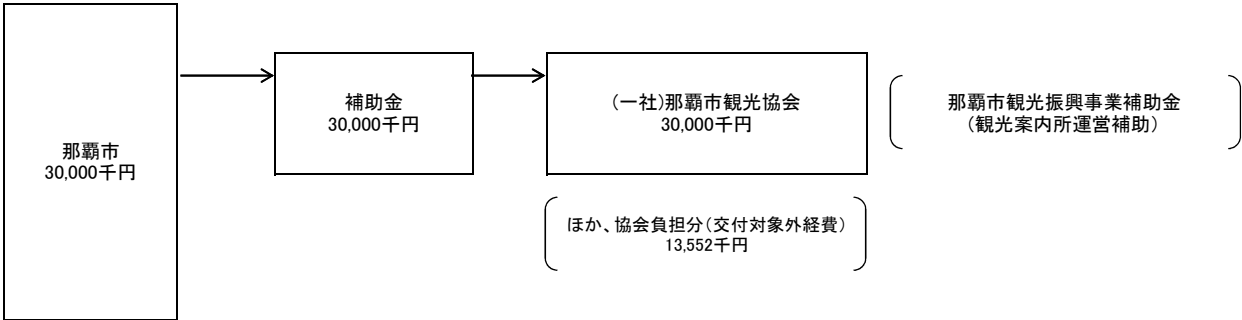 那覇市
30,000千円
補助金
30,000千円
(一社)那覇市観光協会
30,000千円
那覇市観光振興事業補助金
(観光案内所運営補助)
ほか、協会負担分(交付対象外経費)
13,552千円